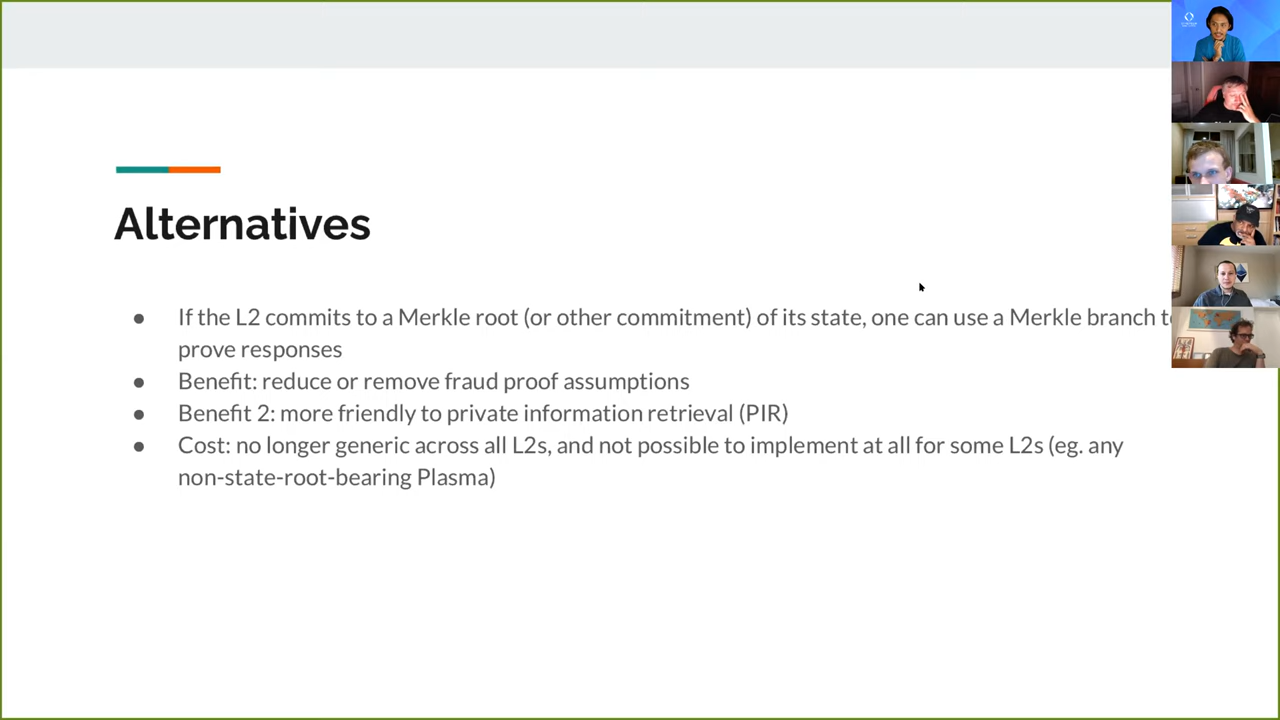 Alternatives
If the L2 commits to a Merkle root (or other commitment) of its state, one can use a Merkle branch
prove responses
Benefit: reduce or remove fraud proof assumptions
Benefit 2: more friendly to private information retrieval (PIR)
Cost: no longer generic across all L2s, and not possible to implement at all for some L2s (eg. any
non-state-root-bearing Plasma)